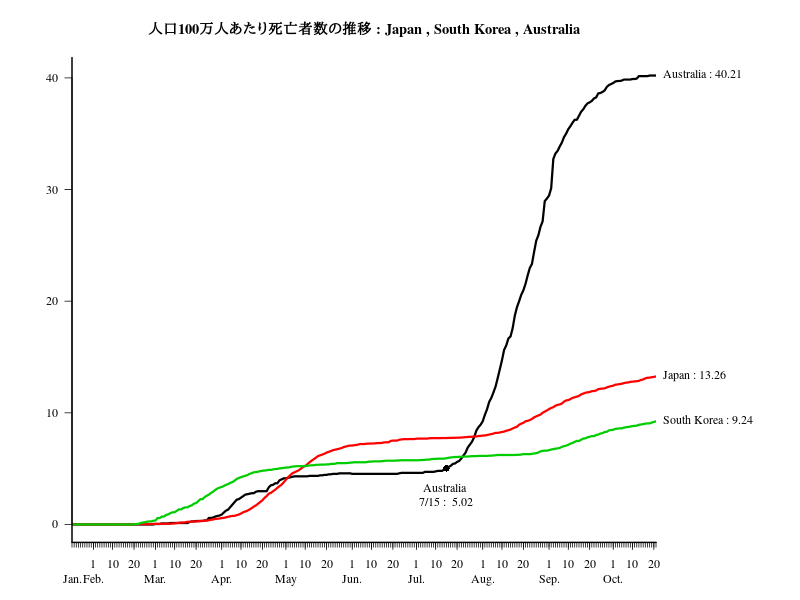 人口100万人あたり死亡者数の推移 : Japan , South Korea , Australia
40
30
20
10
0
Australia : 40.21
Japan : 13.26
South Korea : 9.24
Australia
7/15 : 5.02
1 10 20 1 10 20 1 10 20 1 10 20 1 10 20 1 10 20 1 10 20 1 10 20 1 10 20
Jan. Feb. Mar. Apr. May Jun. Jul. Aug. Sep. Oct.